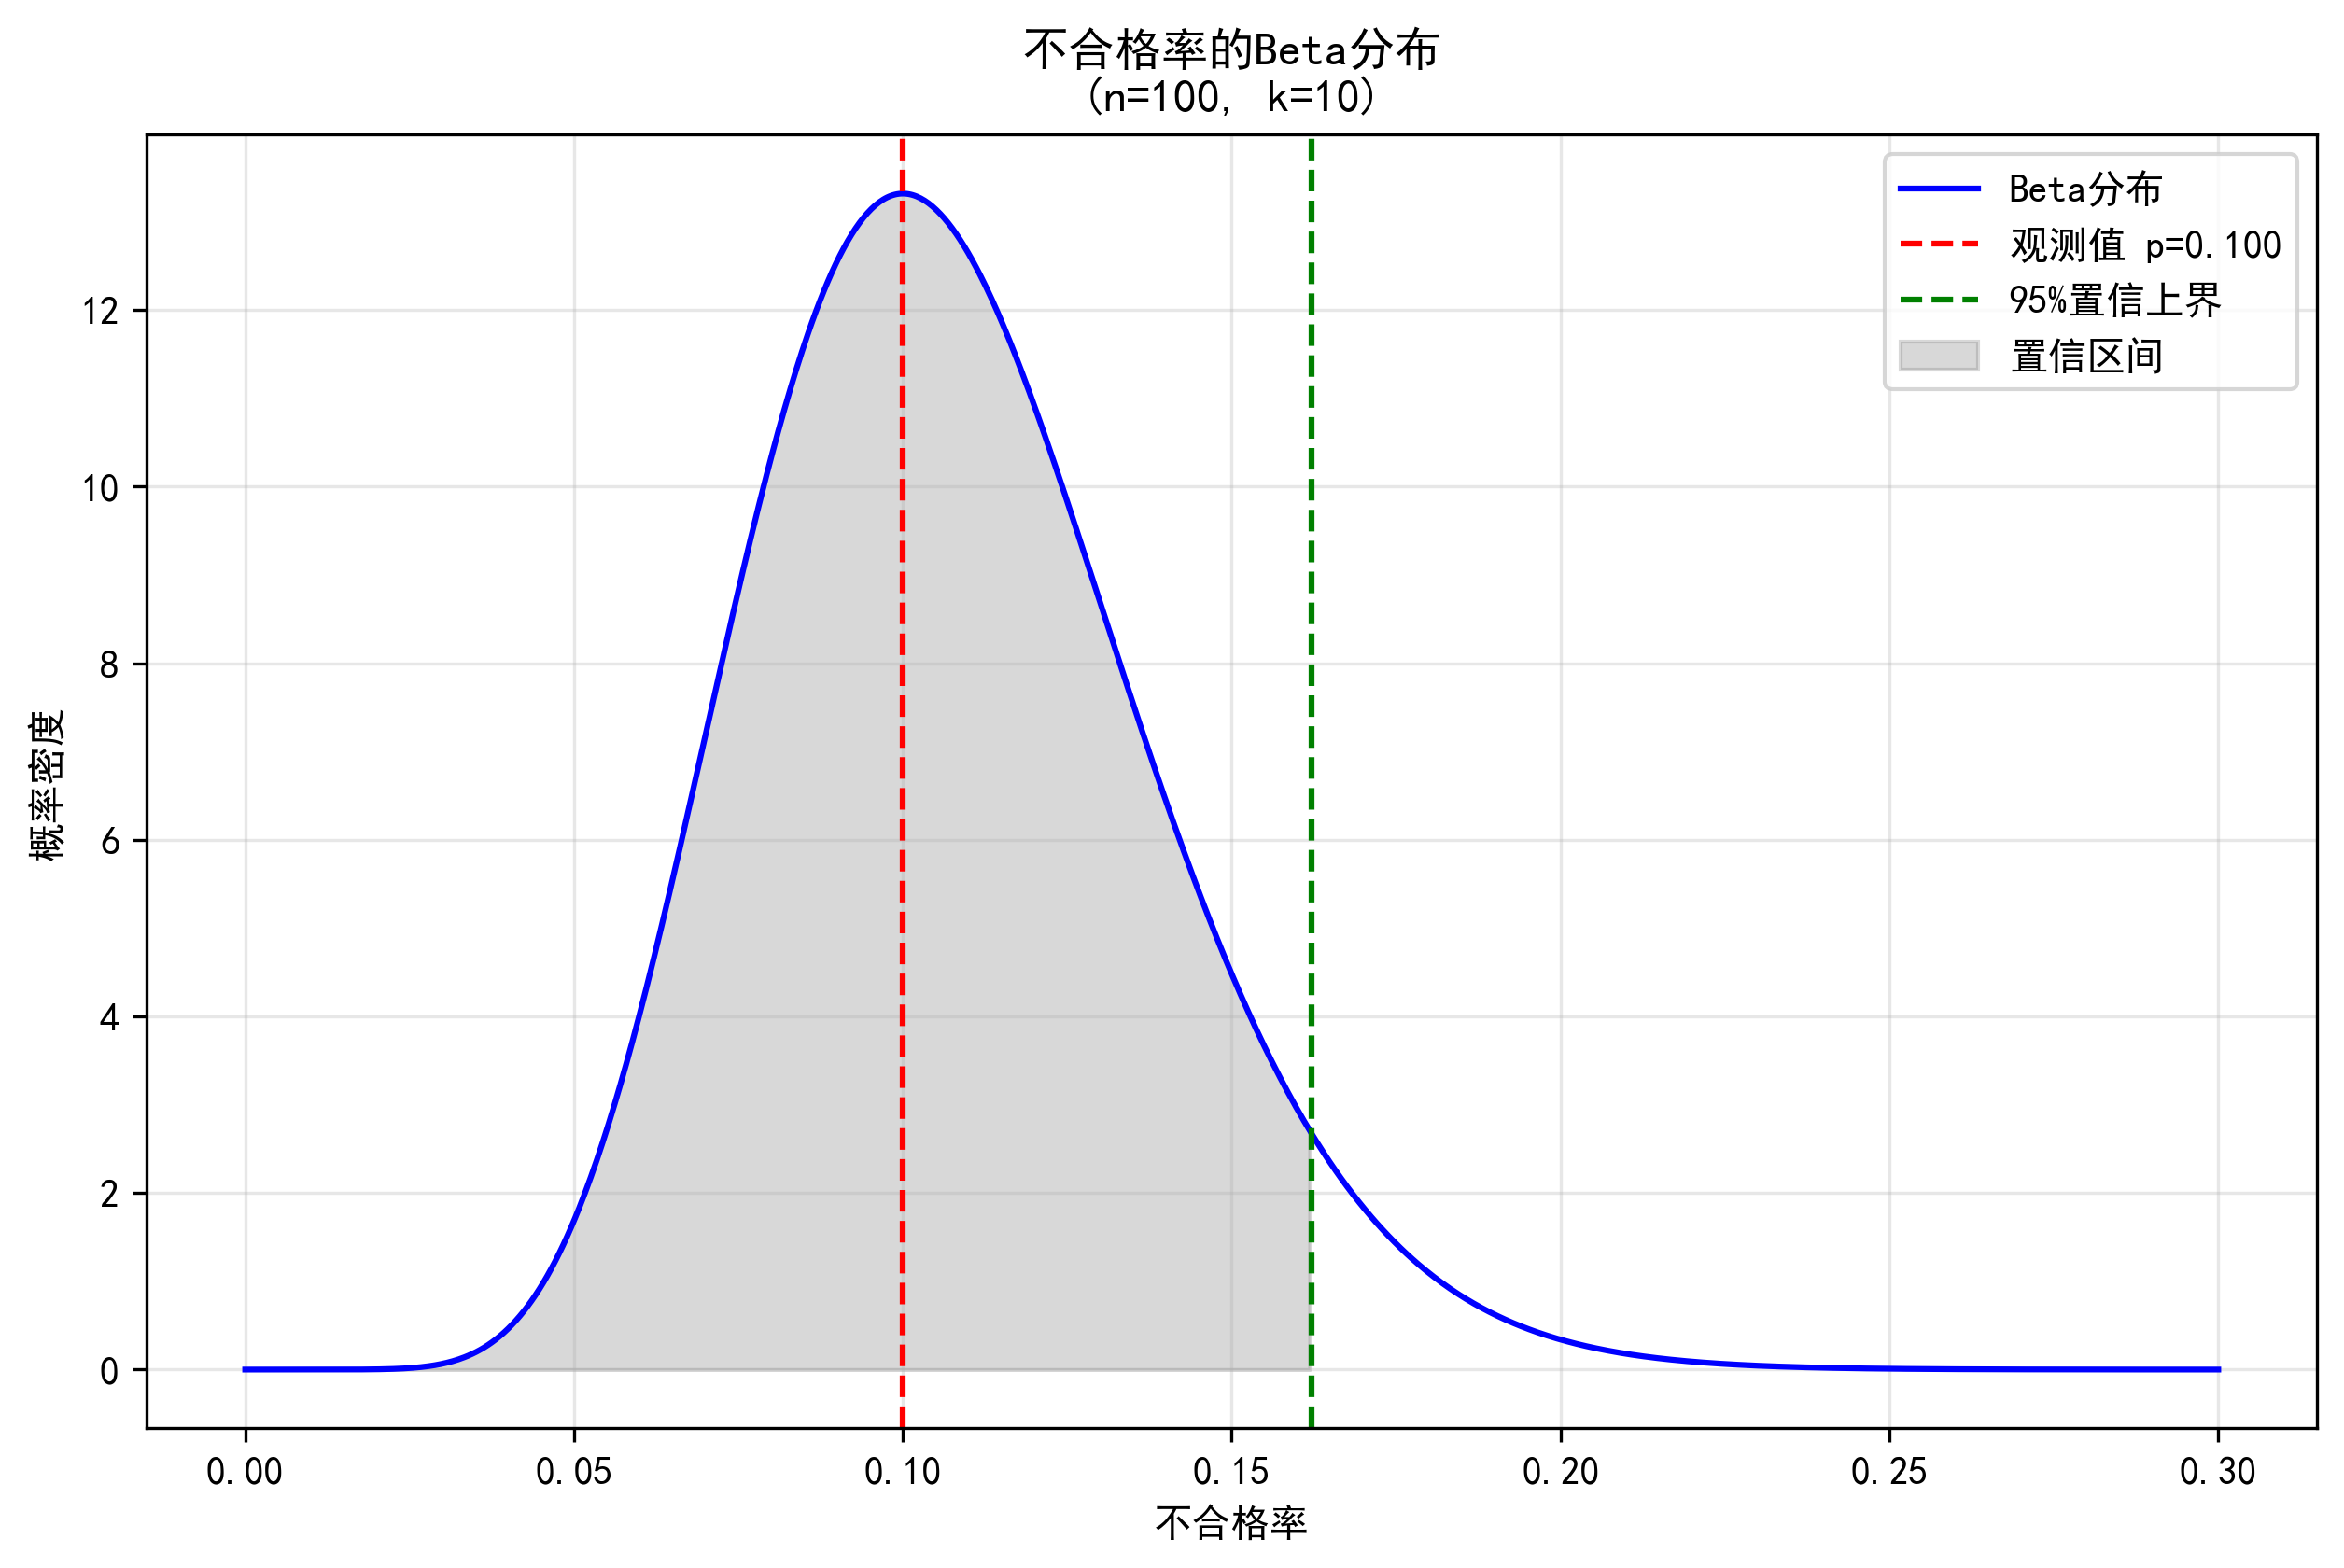 不合格率的Beta分布
(n=100, k=10)
Beta分布
观测值 p=0.100
95%置信上界
置信区间
概率密度
12
10
8
6
4
2
0
0.00 0.05 0.10 0.15 0.20 0.25 0.30
不合格率